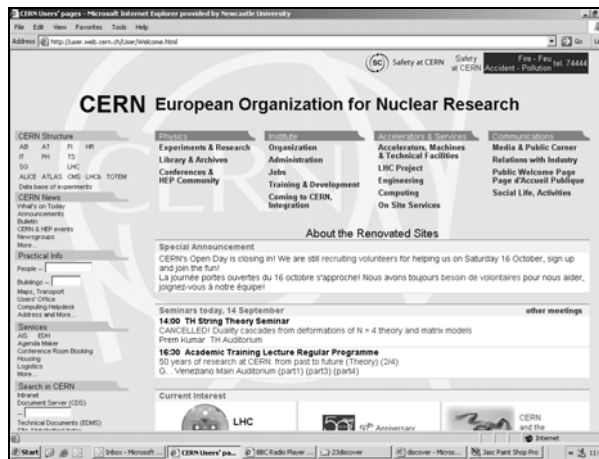 CERN Users' pages - Microsoft Internet Explorer provided by Newcastle University
File Edit View Favorites Tools Help
Address http://user.web.cern.ch/User/Welcome.html Go
SC Safety at CERN Safety at CERN Fire - Feu Accident - Pollution tel. 74444
CERN European Organization for Nuclear Research
CERN Structure
AB AT FI HR
IT PH TS
SG LHC
ALICE ATLAS CMS LHCb TOTEM
Data base of experiments
CERN News
What's on Today
Announcements
Bulletin
CERN & HEP events
Newsgroups
More...
Practical Info
People --
Buildings --
Maps, Transport
Users' Office
Computing Helpdesk
Address and More...
Services
AIS EDH
Agenda Maker
Conference Room Booking
Housing
Logistics
More...
Search in CERN
Intranet
Document Server (CDS)
--
Technical Documents (EDMS)
Physics
Experiments & Research
Library & Archives
Conferences &
HEP Community
Institute
Organization
Administration
Jobs
Training & Development
Coming to CERN,
Integration
Accelerators & Services
Accelerators, Machines
& Technical Facilities
LHC Project
Engineering
Computing
On Site Services
Communications
Media & Public Corner
Relations with Industry
Public Welcome Page
Page d'Accueil Publique
Social Life, Activities
About the Renovated Sites
Special Announcement
CERN's Open Day is closing in! We are still recruiting volunteers for helping us on Saturday 16 October, sign up
and join the fun!
La journée portes ouvertes du 16 octobre s'approche! Nous avons toujours besoin de volontaires pour nous aider,
joignez-vous à notre équipe!
Seminars today, 14 September other meetings
14:00 TH String Theory Seminar
CANCELLED! Duality cascades from deformations of N = 4 theory and matrix models
Prem Kumar TH Auditorium
16:30 Academic Training Lecture Regular Programme
50 years of research at CERN: from past to future (Theory) (2/4)
G. . Veneziano Main Auditorium (part1) (part3) (part4)
Current Interest
LHC
50th Anniversary
CERN
and the
Internet
Start Inbox - Microsoft ... CERN Users' pa... BBC Radio Player ... 23discover discover - Micros... Jasc Paint Shop Pro